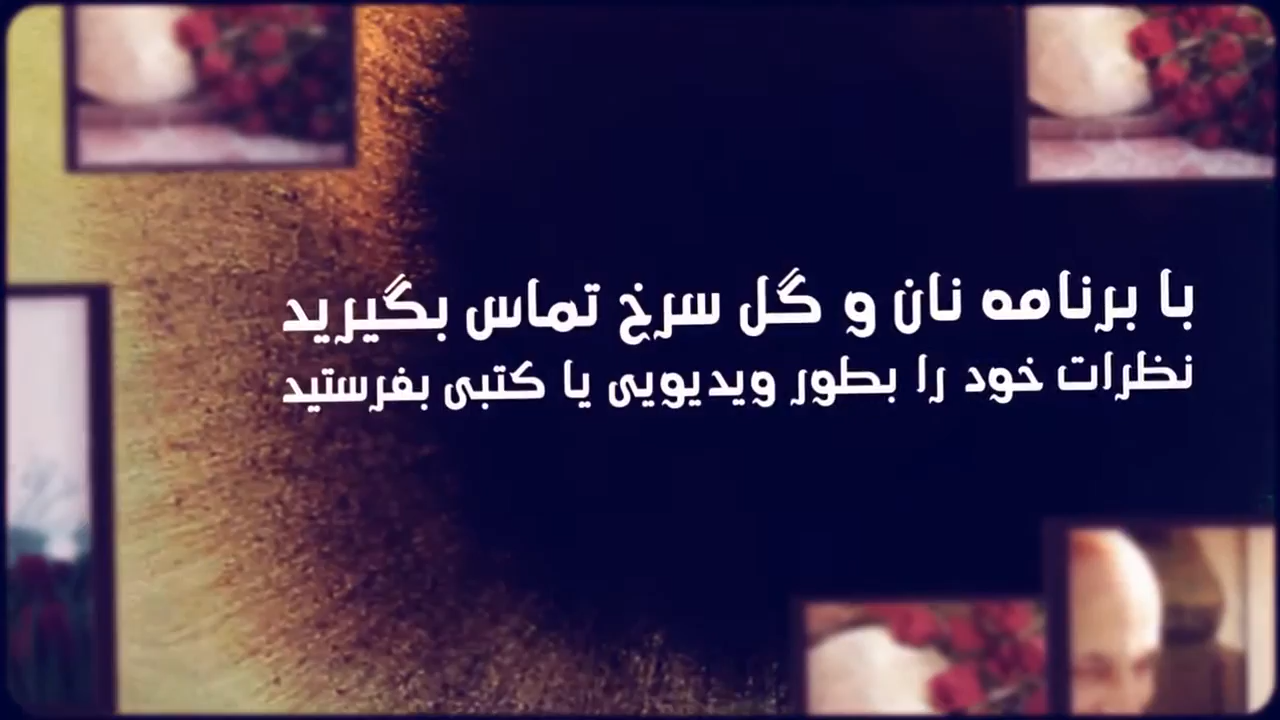 با برنامه نان و گل سرخ تماس بگیرید
نظرات خود را بطور ویدیویی یا کتبی بفرستید